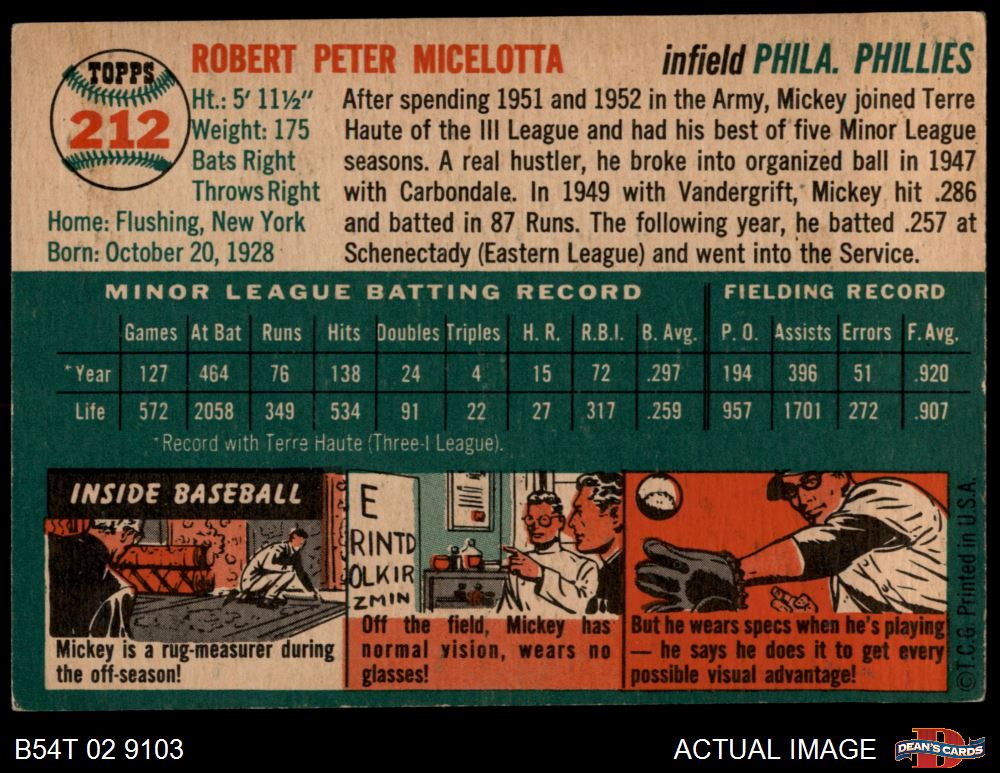 TOPPS
212
ROBERT PETER MICELOTTA
infield PHILA. PHILLIES
Ht.: 5' 11½"
Weight: 175
Bats Right
Throws Right
Home: Flushing, New York
Born: October 20, 1928
After spending 1951 and 1952 in the Army, Mickey joined Terre
Haute of the III League and had his best of five Minor League
seasons. A real hustler, he broke into organized ball in 1947
with Carbondale. In 1949 with Vandergrift, Mickey hit .286
and batted in 87 Runs. The following year, he batted .257 at
Schenectady (Eastern League) and went into the Service.
MINOR LEAGUE BATTING RECORD FIELDING RECORD
Games At Bat Runs Hits Doubles Triples H. R. R.B.I. B. Avg. P. O. Assists Errors F. Avg.
*Year 127 464 76 138 24 4 15 72 .297 194 396 51 .920
Life 572 2058 349 534 91 22 27 317 .259 957 1701 272 .907
*Record with Terre Haute (Three-I League).
INSIDE BASEBALL
Mickey is a rug-measurer during
the off-season!
E
RINTD
OLKIR
ZMIN
Off the field, Mickey has
normal vision, wears no
glasses!
But he wears specs when he's playing
— he says he does it to get every
possible visual advantage!
© T.C.G. Printed in U.S.A.
B54T 02 9103
ACTUAL IMAGE
D
DEAN'S CARDS